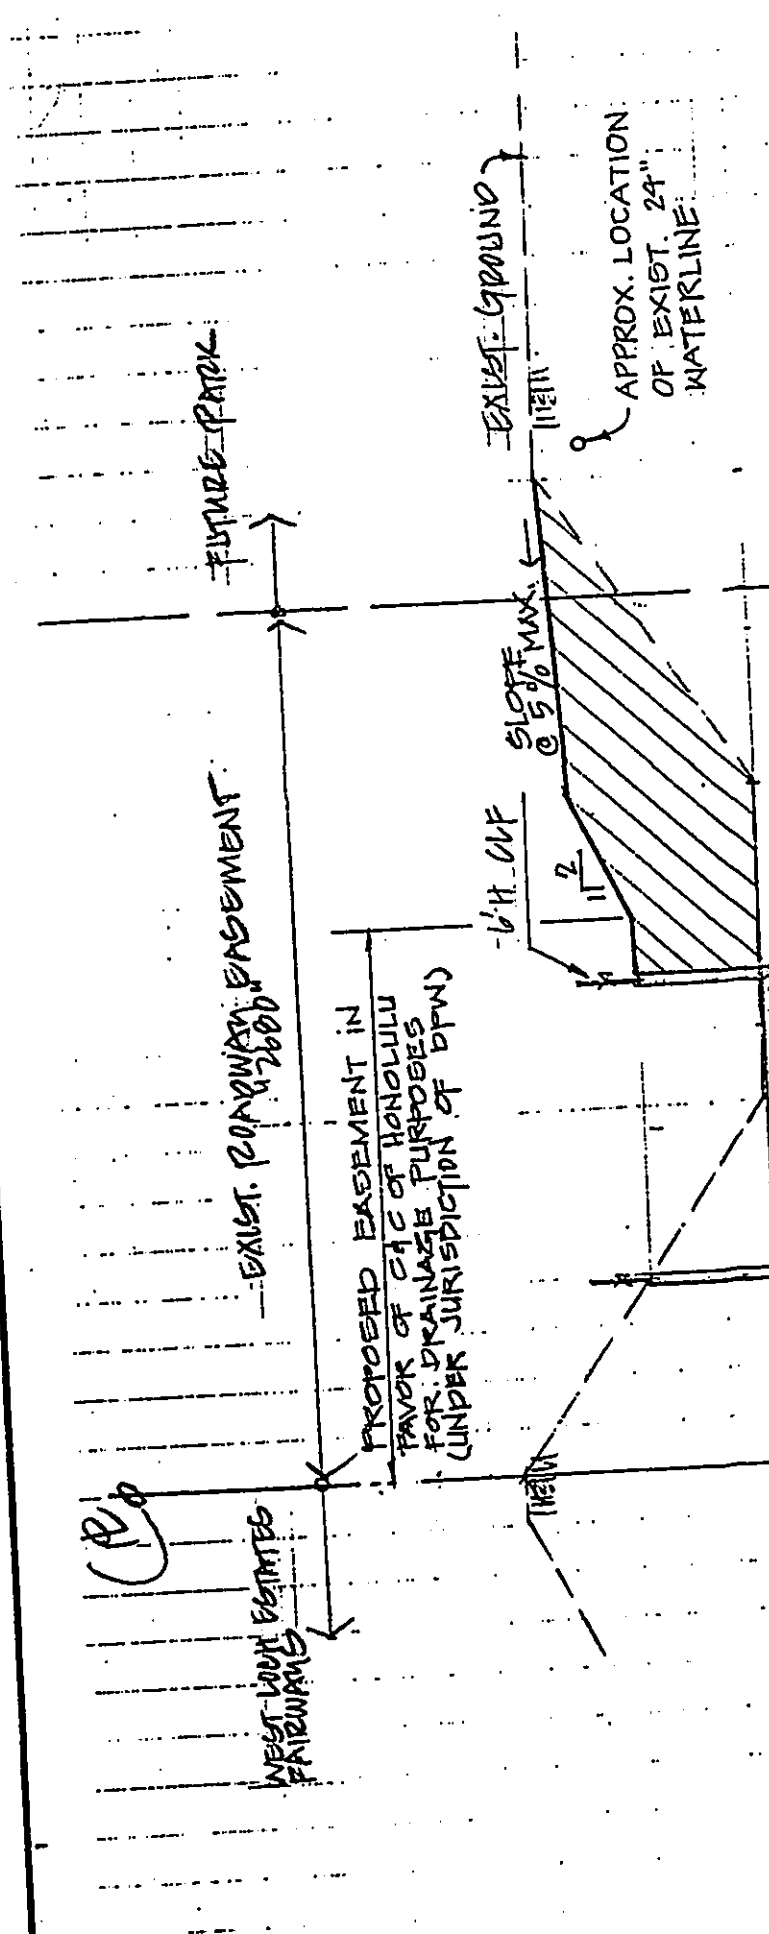 WEST LOCH ESTATES
FAIRWAYS
EXIST. ROADWAY EASEMENT
"2680"
FUTURE PARK
PROPOSED EASEMENT IN
FAVOR OF C & C OF HONOLULU
FOR DRAINAGE PURPOSES
(UNDER JURISDICTION OF DPW)
6' H. CLF
2
SLOPE
@ 5% MAX.
EXIST. GROUND
APPROX. LOCATION
OF EXIST. 24"
WATERLINE